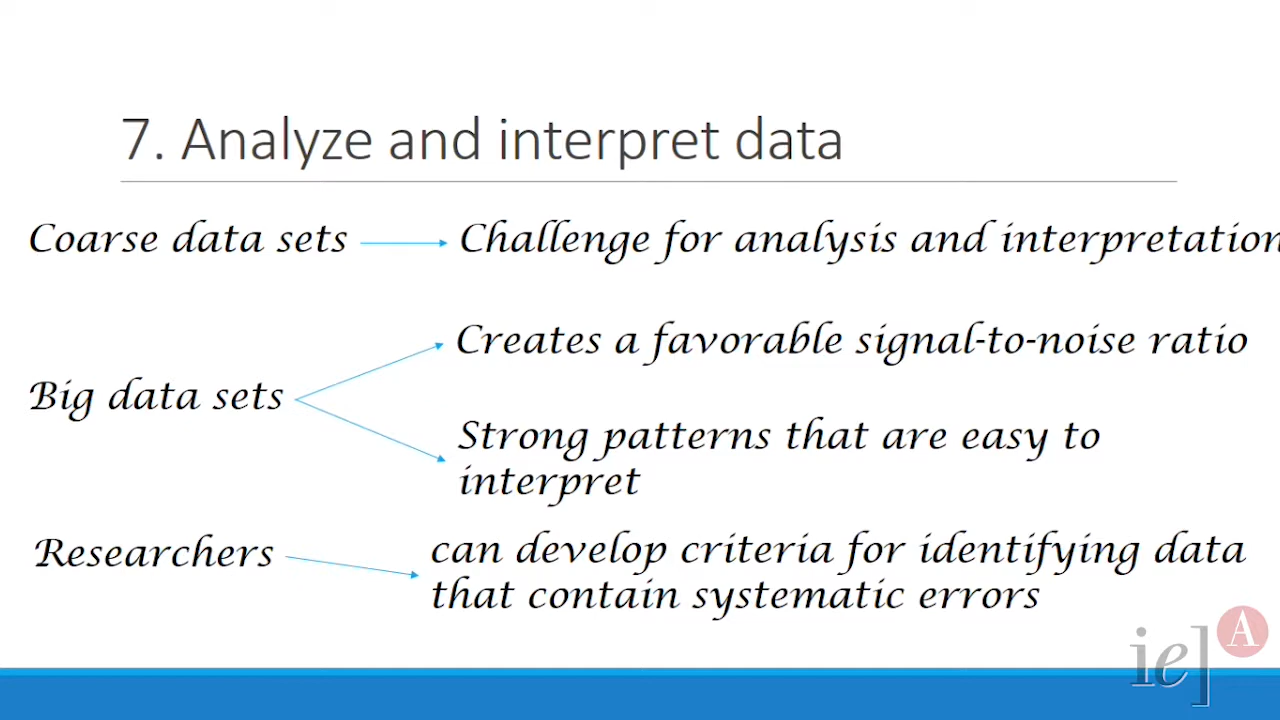 7. Analyze and interpret data
Coarse data sets
Challenge for analysis and interpretation
Big data sets
Creates a favorable signal-to-noise ratio
Strong patterns that are easy to
interpret
Researchers
can develop criteria for identifying data
that contain systematic errors
ie] A